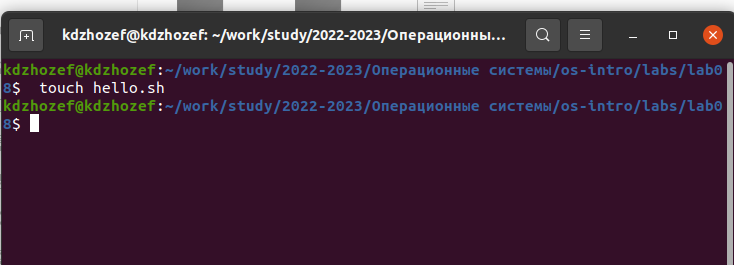 kdzhozef@kdzhozef: ~/work/study/2022-2023/Операционны...
kdzhozef@kdzhozef:~/work/study/2022-2023/Операционные системы/os-intro/labs/lab0
8$  touch hello.sh
kdzhozef@kdzhozef:~/work/study/2022-2023/Операционные системы/os-intro/labs/lab0
8$